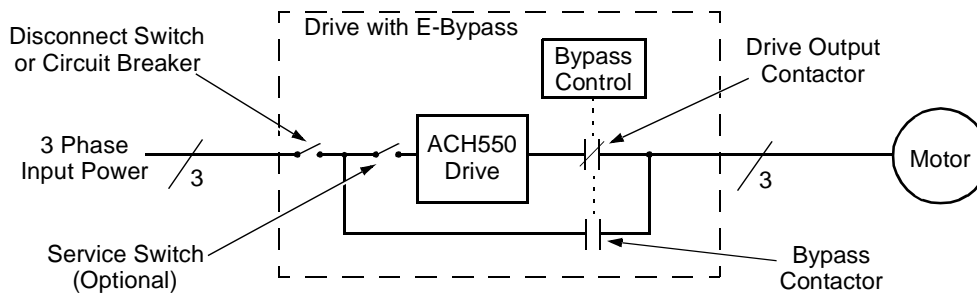 Drive with E-Bypass
Disconnect Switch
or Circuit Breaker
Bypass
Control
Drive Output
Contactor
3 Phase
Input Power
3
ACH550
Drive
3
Motor
Service Switch
(Optional)
Bypass
Contactor